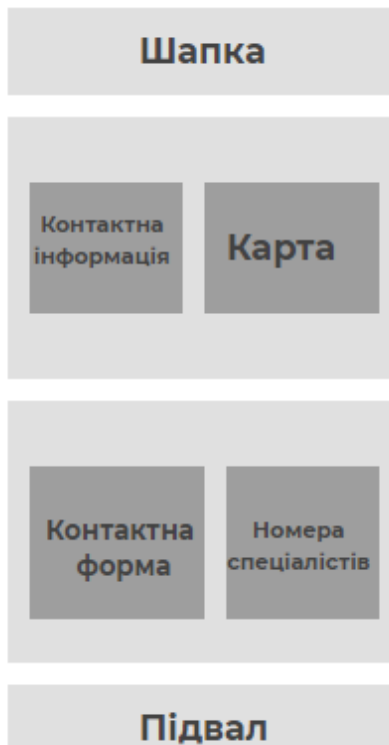 Шапка
Контактна
інформація
Карта
Контактна
форма
Номера
спеціалістів
Підвал